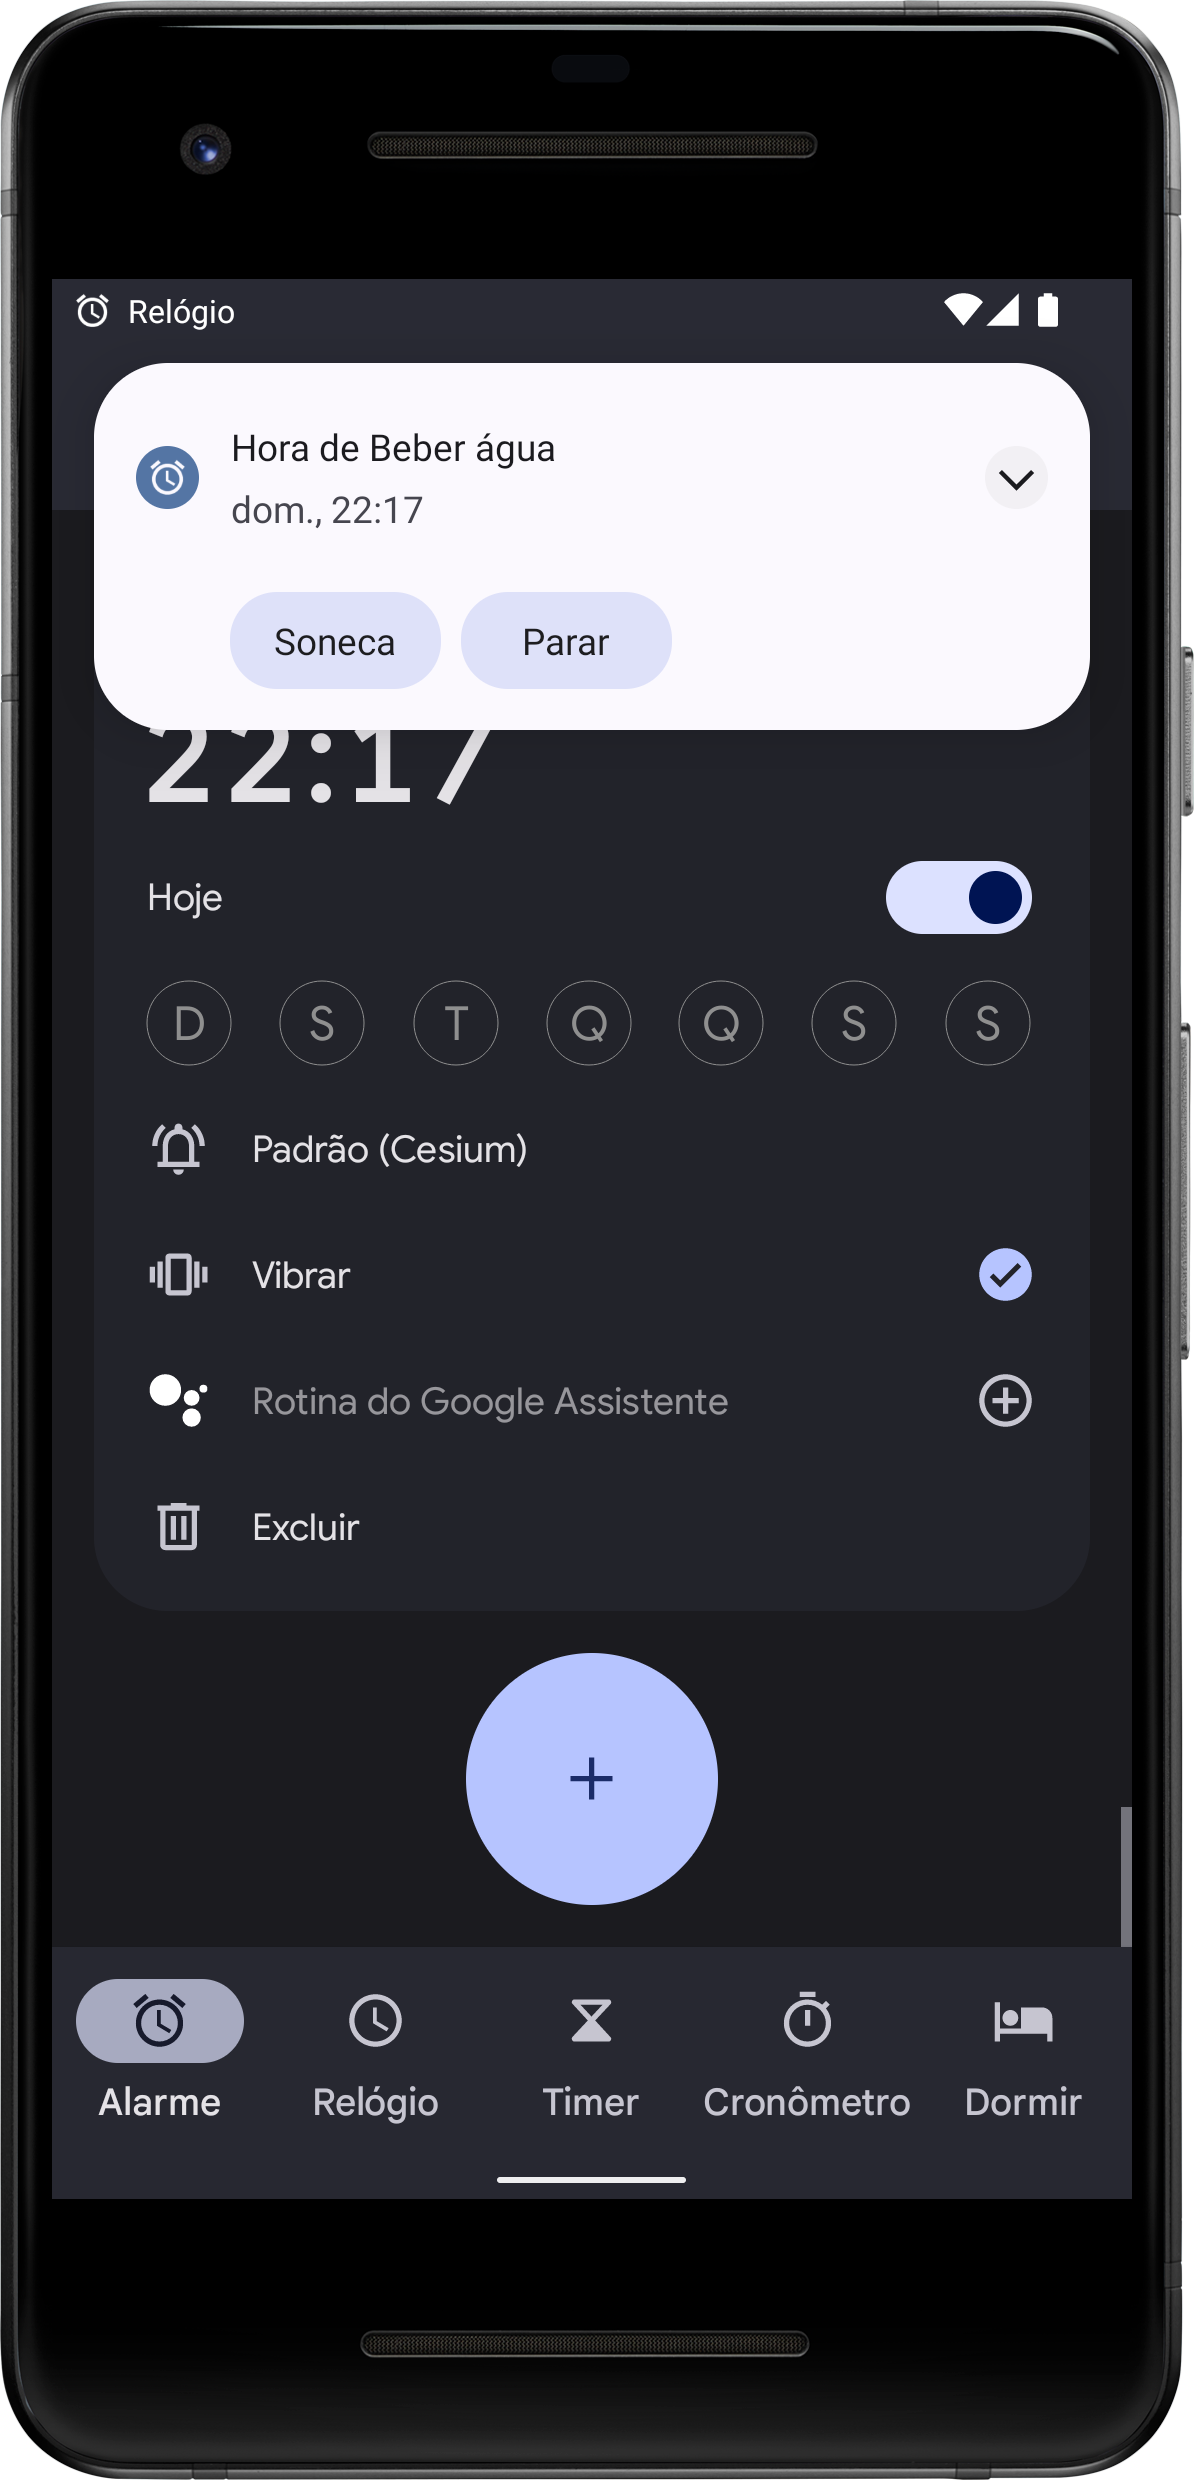 Relógio
Hora de Beber água
dom., 22:17
Soneca Parar
22:17
Hoje
D S T Q Q S S
Padrão (Cesium)
Vibrar
Rotina do Google Assistente
Excluir
Alarme Relógio Timer Cronômetro Dormir